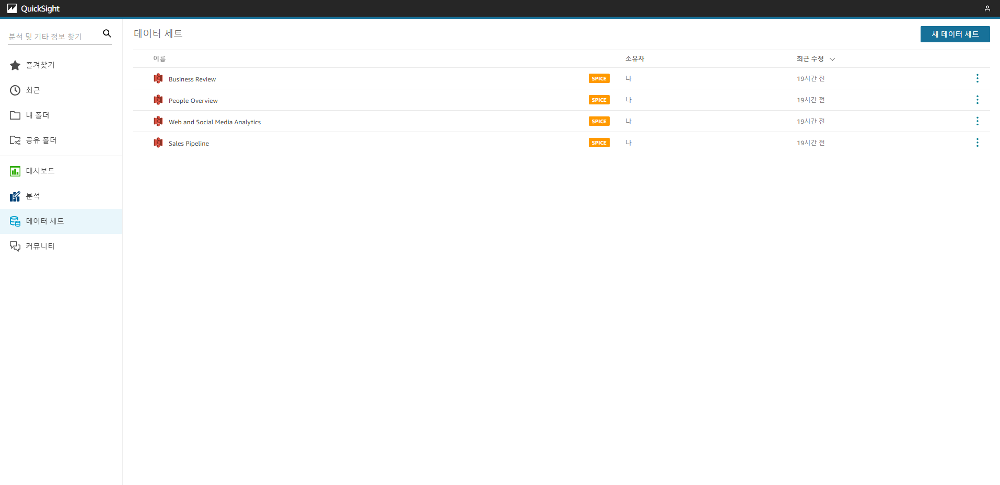 QuickSight
분석 및 기타 정보 찾기
즐겨찾기
최근
내 폴더
공유 폴더
대시보드
분석
데이터 세트
커뮤니티
데이터 세트
새 데이터 세트
이름 소유자 최근 수정
Business Review SPICE 나 19시간 전
People Overview SPICE 나 19시간 전
Web and Social Media Analytics SPICE 나 19시간 전
Sales Pipeline SPICE 나 19시간 전